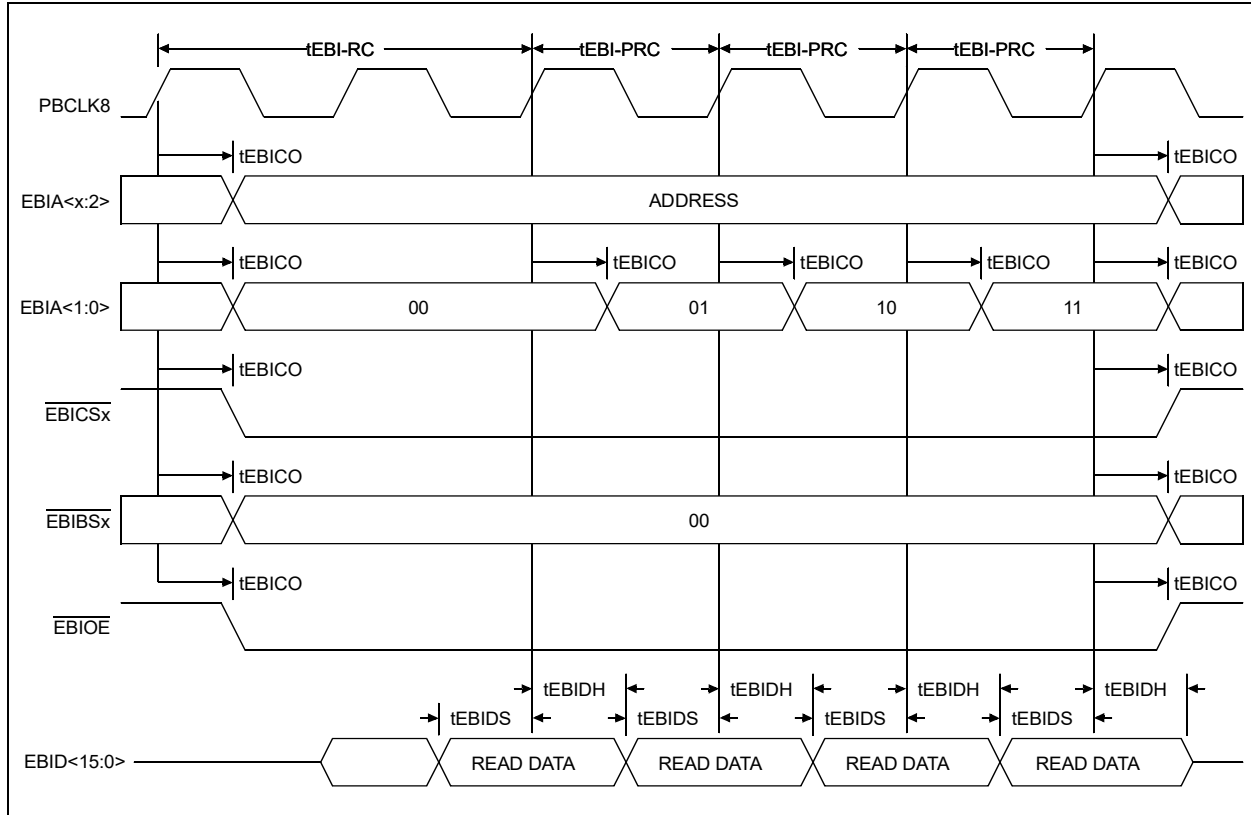 tEBI-RC tEBI-PRC tEBI-PRC tEBI-PRC
PBCLK8
tEBICO tEBICO
EBIA<x:2> ADDRESS
tEBICO tEBICO tEBICO tEBICO tEBICO
EBIA<1:0> 00 01 10 11
tEBICO tEBICO
EBICSx
tEBICO tEBICO
EBIBSx 00
tEBICO tEBICO
EBIOE
tEBIDH tEBIDH tEBIDH tEBIDH
tEBIDS tEBIDS tEBIDS tEBIDS
EBID<15:0> READ DATA READ DATA READ DATA READ DATA